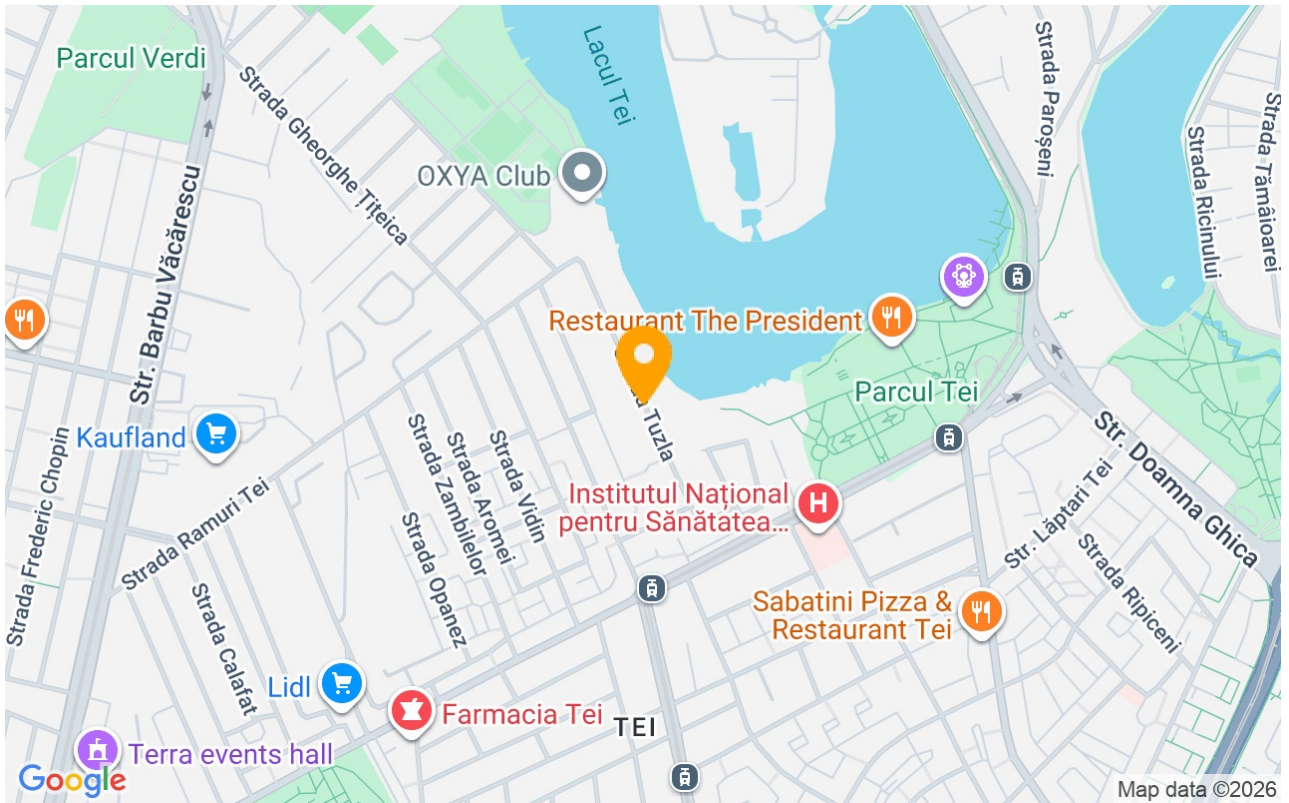 Parcul Verdi
Strada Gheorghe Țițeica
Lacul Tei
Strada Paroșeni
Strada Ricinului
Strada Tămâioarei
OXYA Club
Str. Barbu Văcărescu
Restaurant The President
Parcul Tei
Tuzla
Kaufland
Strada Frederic Chopin
Strada Ramuri Tei
Strada Zambilelor
Strada Aromei
Strada Vidin
Strada Opanez
Strada Calafat
Institutul Național
pentru Sănătatea...
Str. Doamna Ghica
Str. Lăptari Tei
Strada Ripiceni
Sabatini Pizza &
Restaurant Tei
Lidl
Farmacia Tei
TEI
Terra events hall
Google
Map data ©2026